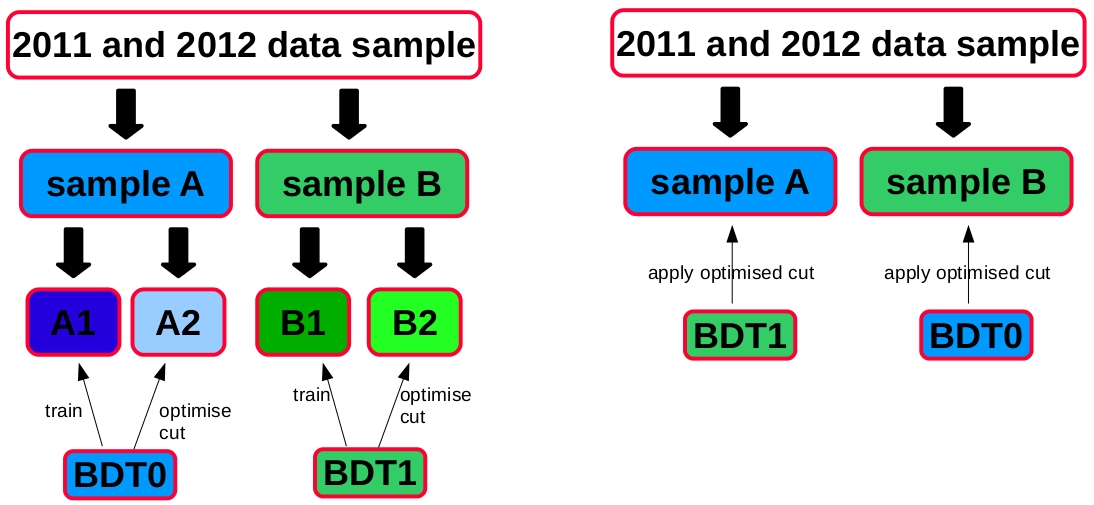 2011 and 2012 data sample
sample A
sample B
A1
A2
B1
B2
train
optimise
cut
train
optimise
cut
BDT0
BDT1
2011 and 2012 data sample
sample A
sample B
apply optimised cut
apply optimised cut
BDT1
BDT0